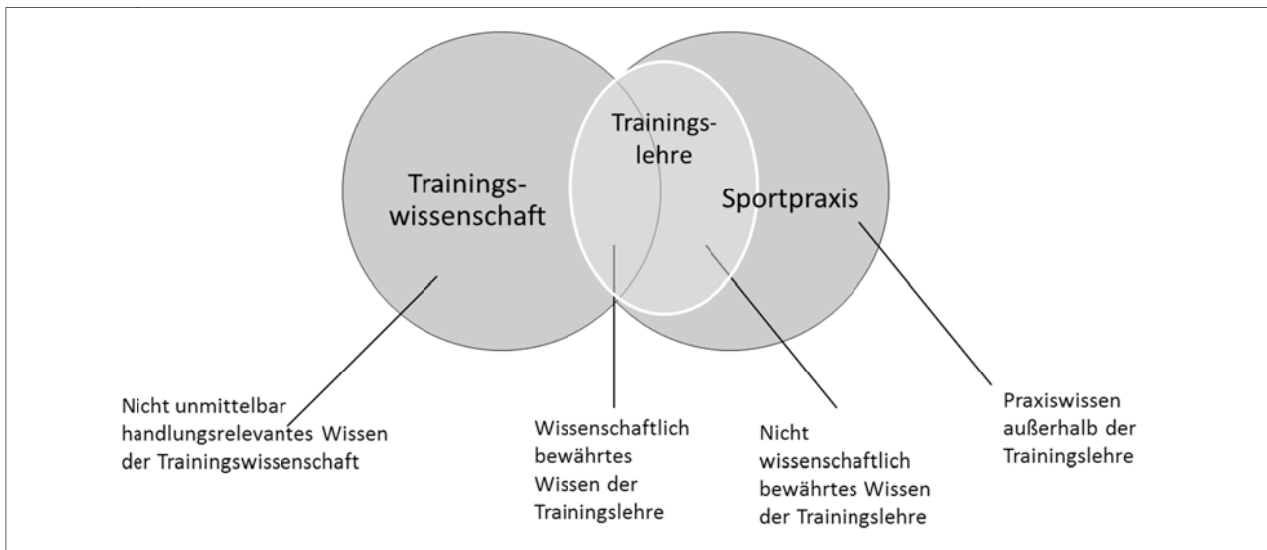 Trainings-
lehre
Trainings-
wissenschaft
Sportpraxis
Nicht unmittelbar
handlungsrelevantes Wissen
der Trainingswissenschaft
Wissenschaftlich
bewährtes
Wissen der
Trainingslehre
Nicht
wissenschaftlich
bewährtes Wissen
der Trainingslehre
Praxiswissen
außerhalb der
Trainingslehre